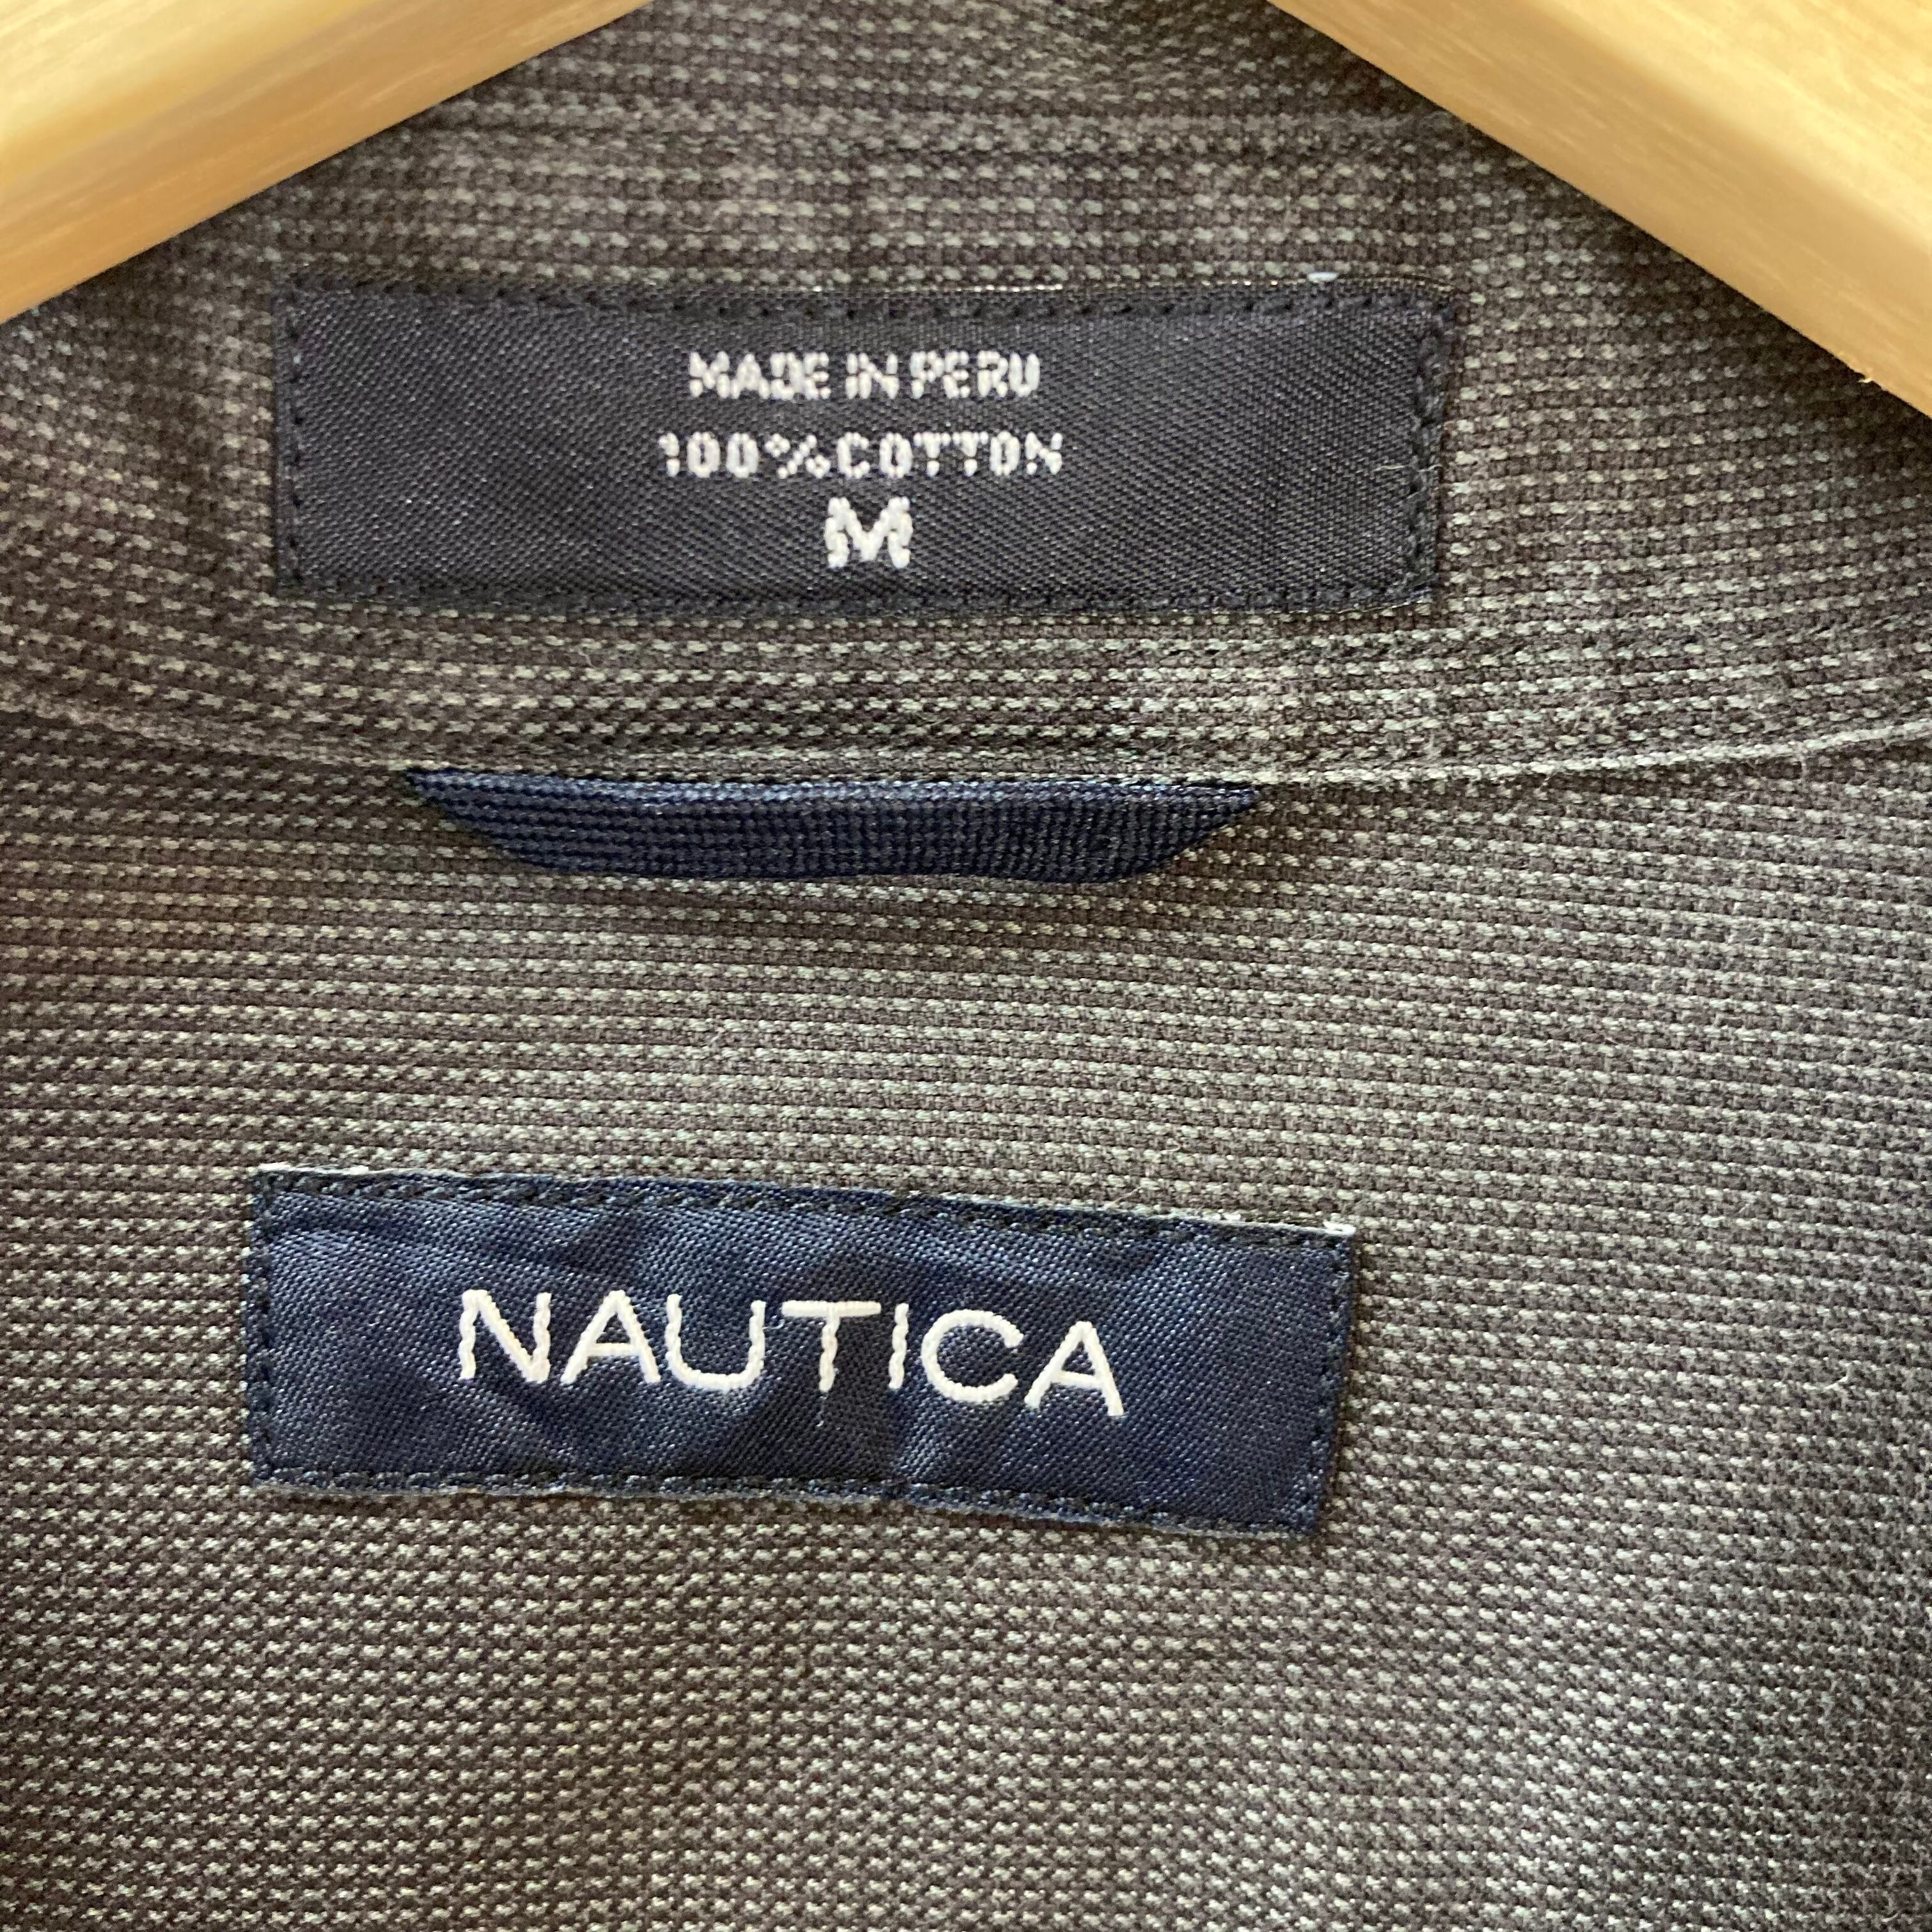 MADE IN PERU
100% COTTON
M
NAUTICA